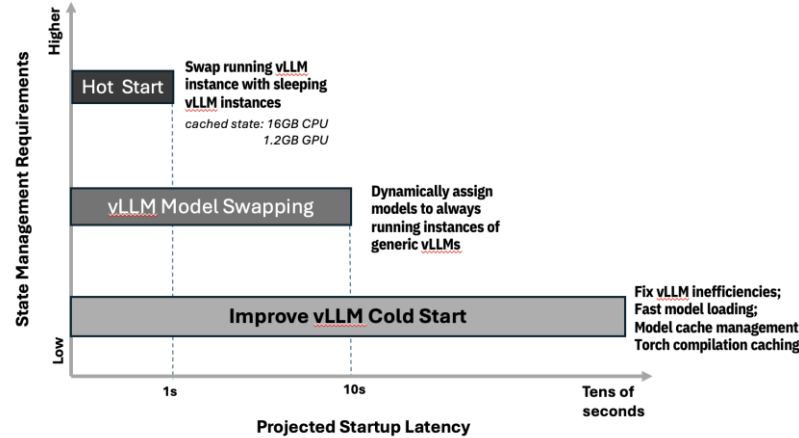 Higher
State Management Requirements
Low
Hot Start
Swap running vLLM
instance with sleeping
vLLM instances
cached state: 16GB CPU
1.2GB GPU
vLLM Model Swapping
Dynamically assign
models to always
running instances of
generic vLLMs
Improve vLLM Cold Start
Fix vLLM inefficiencies;
Fast model loading;
Model cache management
Torch compilation caching
1s
10s
Tens of
seconds
Projected Startup Latency